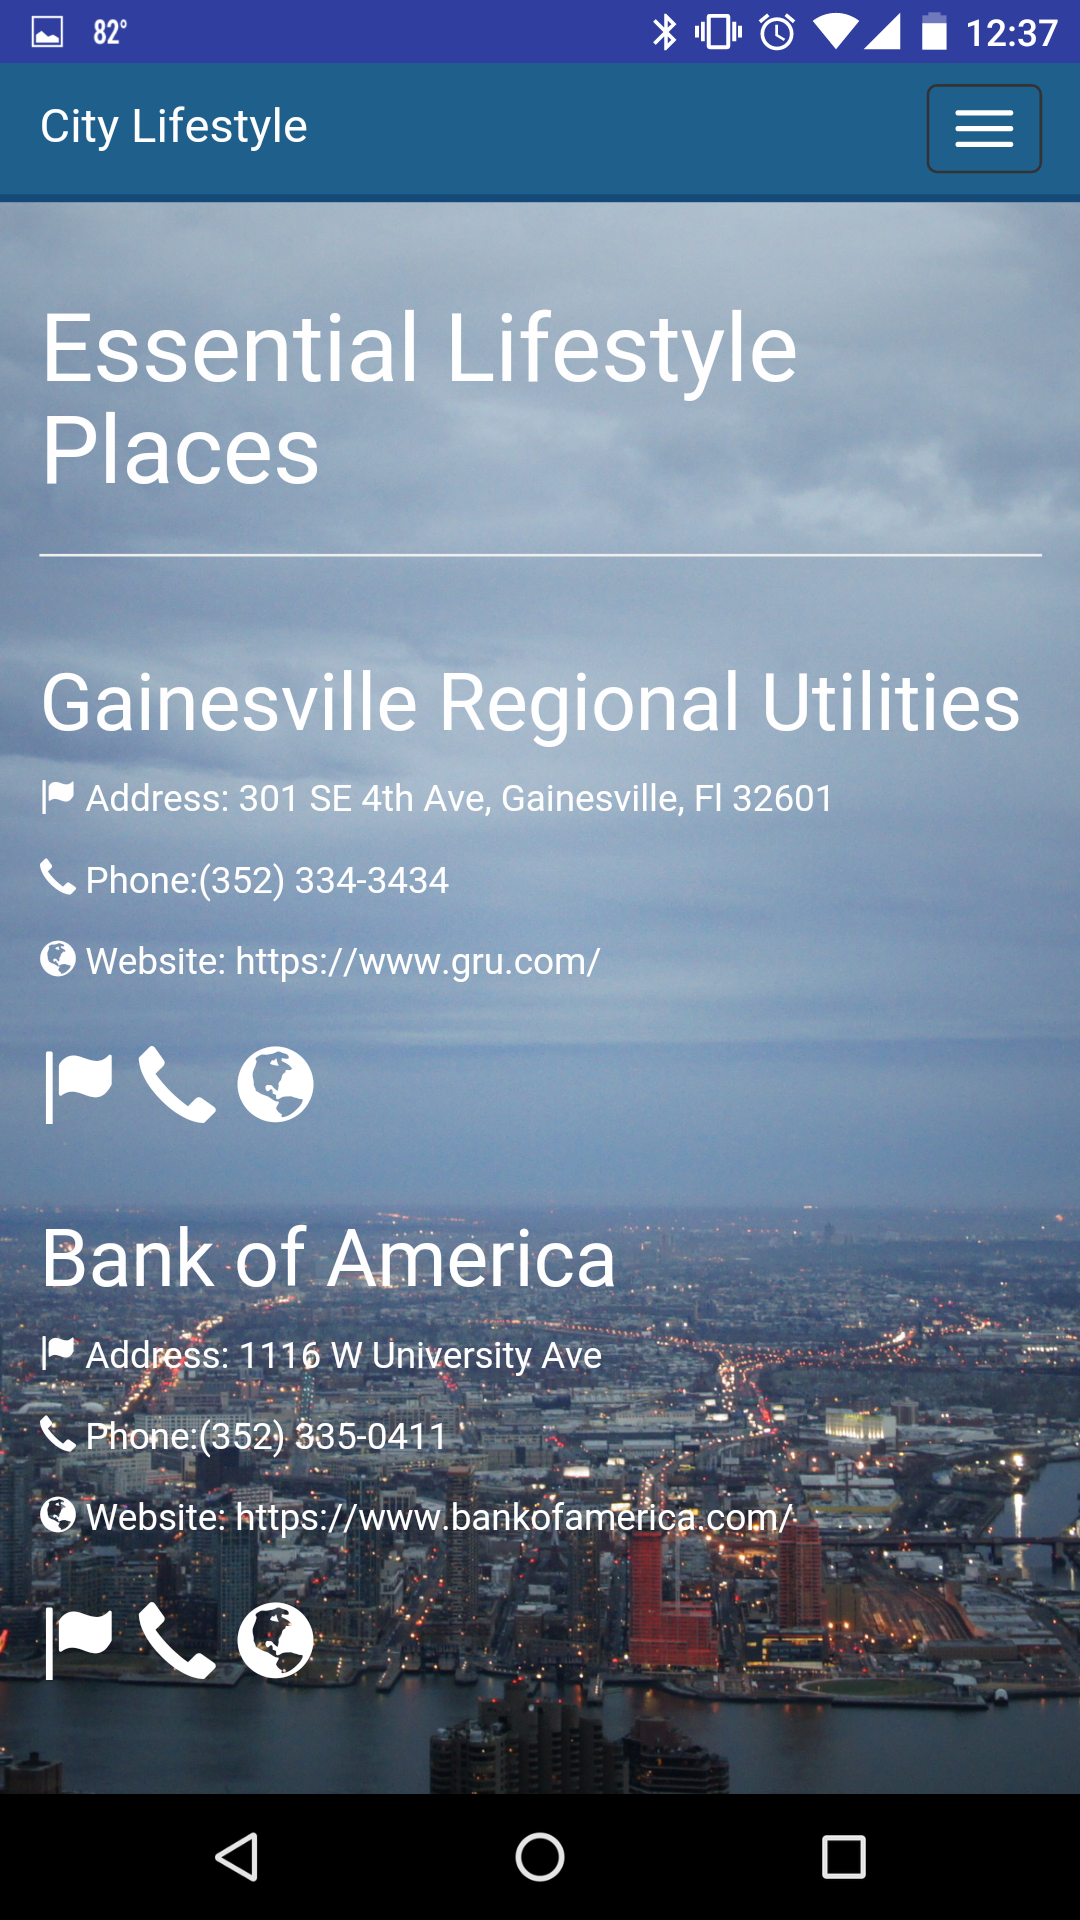 82° 12:37
City Lifestyle
Essential Lifestyle
Places
Gainesville Regional Utilities
Address: 301 SE 4th Ave, Gainesville, Fl 32601
Phone:(352) 334-3434
Website: https://www.gru.com/
Bank of America
Address: 1116 W University Ave
Phone:(352) 335-0411
Website: https://www.bankofamerica.com/